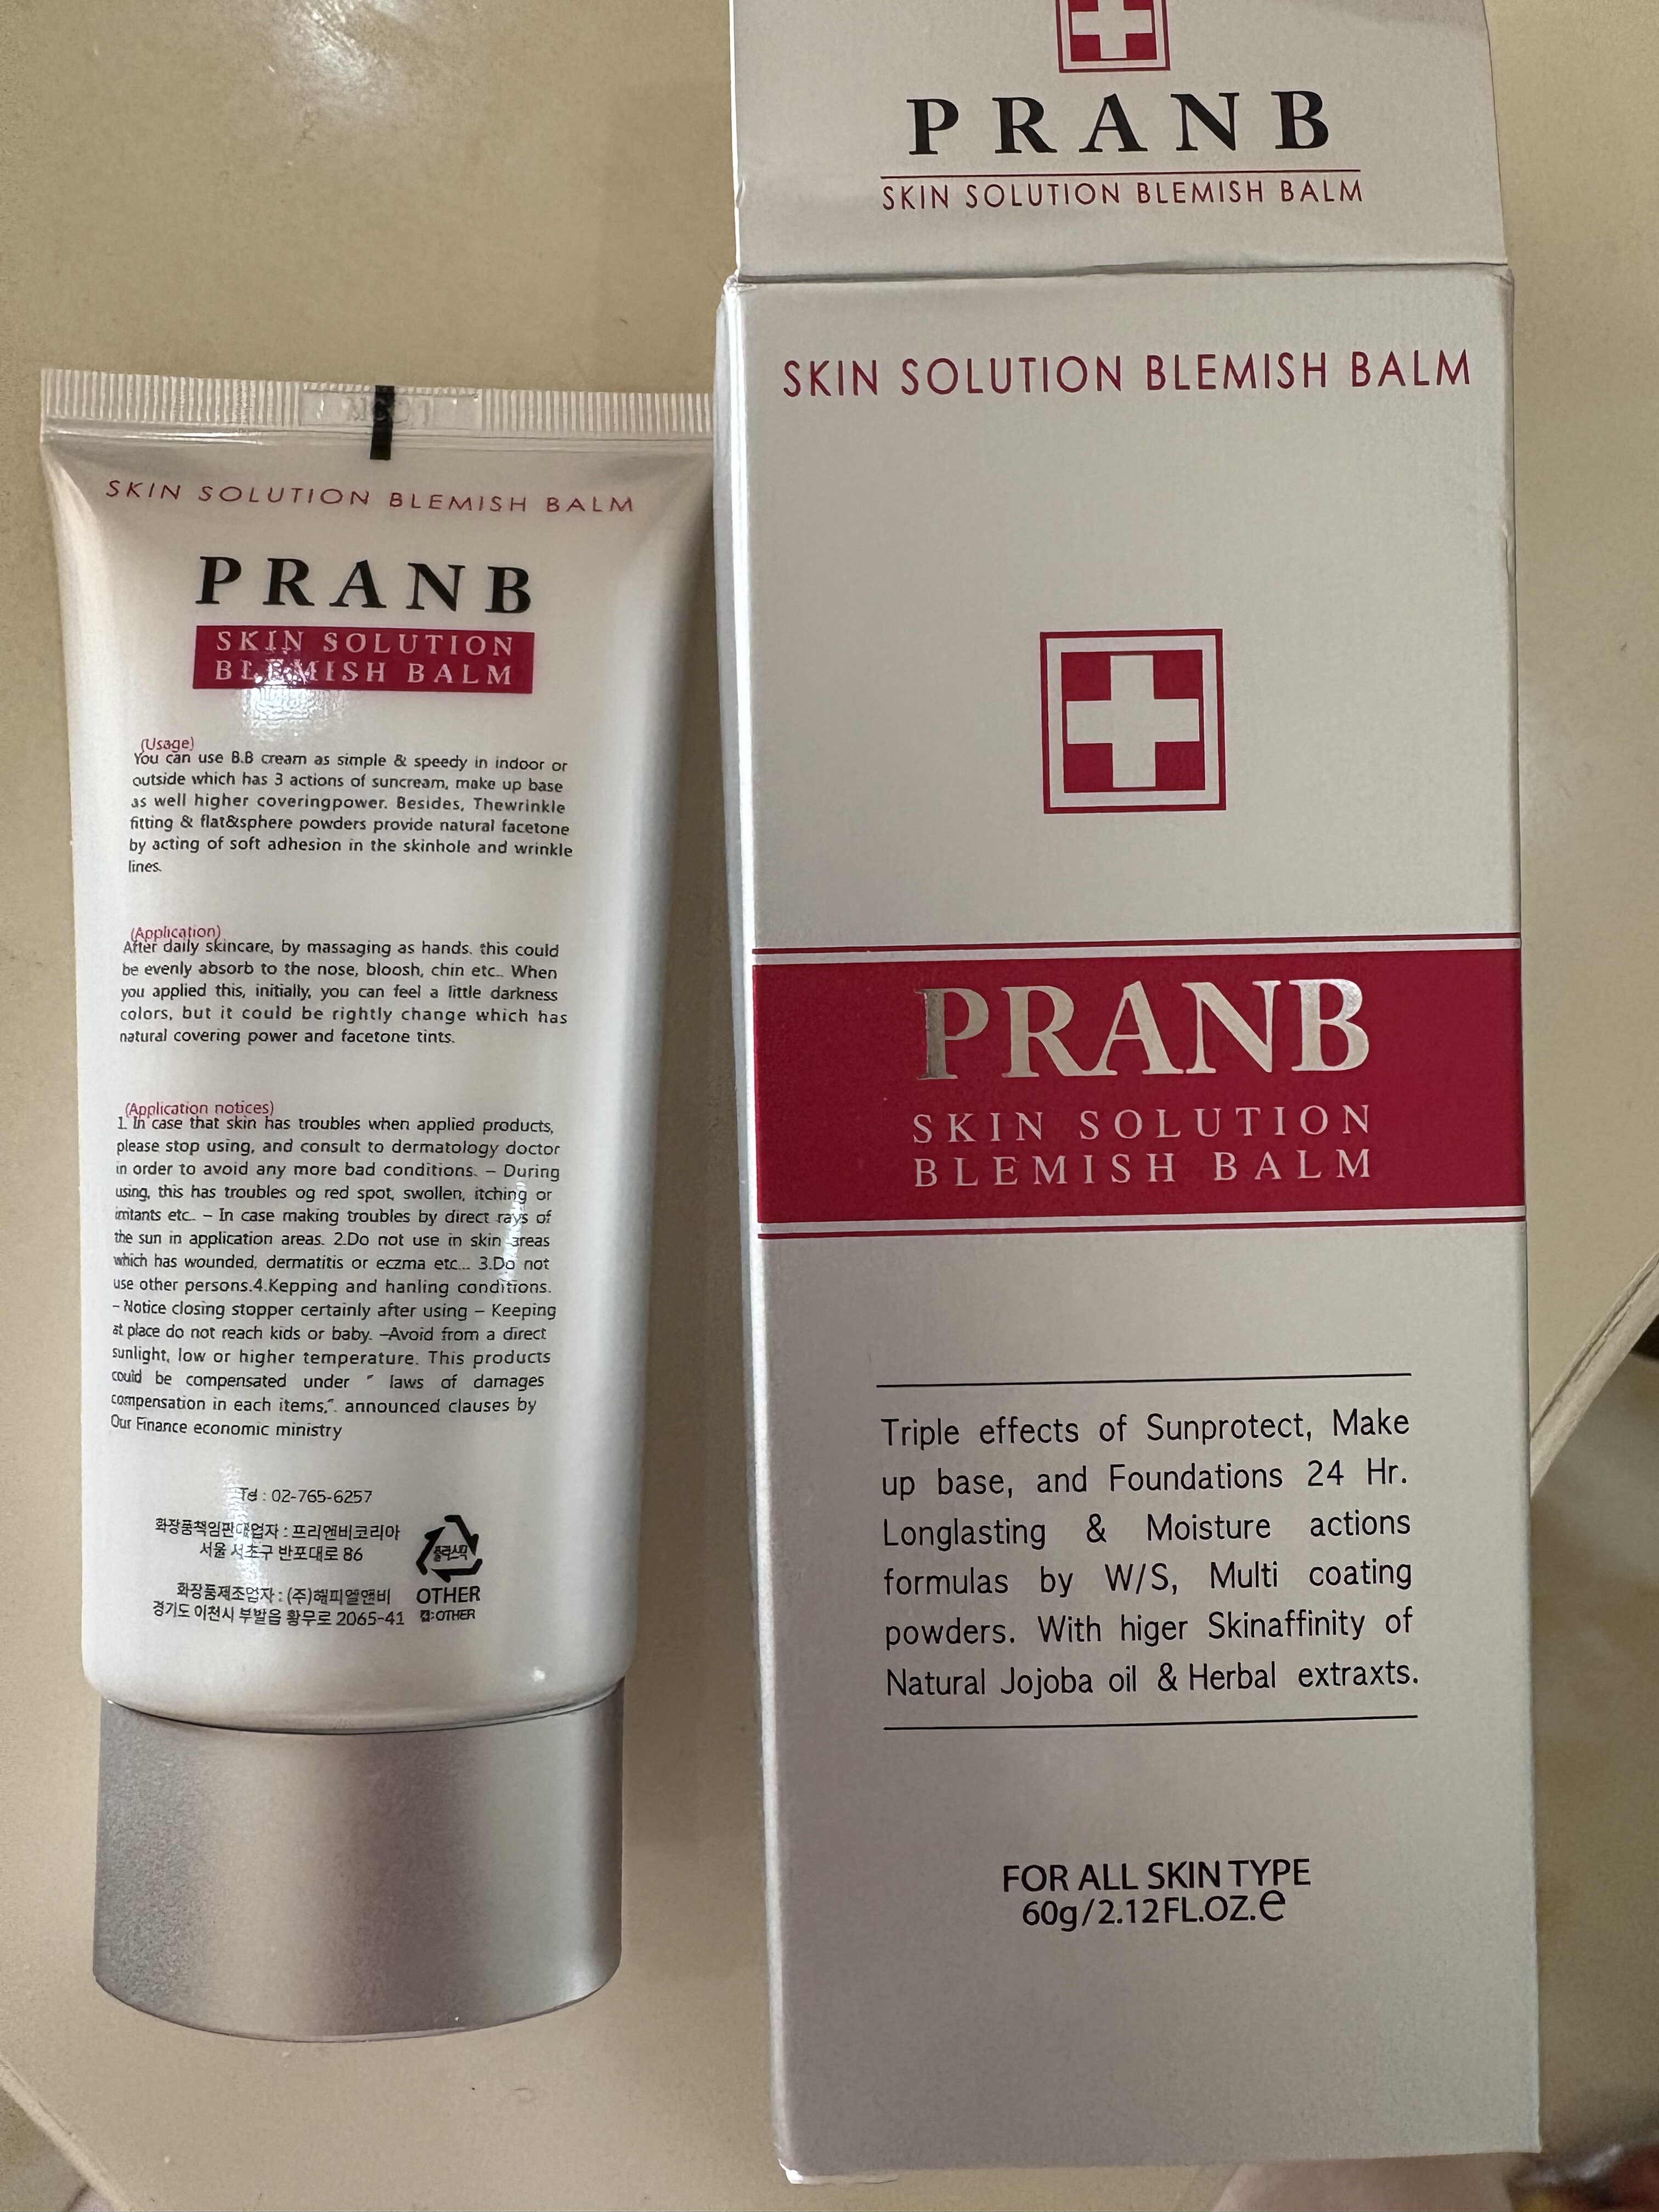 SKIN SOLUTION BLEMISH BALM
PRANB
SKIN SOLUTION
BLEMISH BALM
(Usage)
You can use B.B cream as simple & speedy in indoor or
outside which has 3 actions of suncream, make up base
as well higher coveringpower. Besides, Thewrinkle
fitting & flat&sphere powders provide natural facetone
by acting of soft adhesion in the skinhole and wrinkle
lines.
(Application)
After daily skincare, by massaging as hands. this could
be evenly absorb to the nose, bloosh, chin etc.. When
you applied this, initially, you can feel a little darkness
colors, but it could be rightly change which has
natural covering power and facetone tints.
(Application notices)
1. In case that skin has troubles when applied products,
please stop using, and consult to dermatology doctor
in order to avoid any more bad conditions. – During
using, this has troubles og red spot, swollen, itching or
irritants etc.. – In case making troubles by direct rays of
the sun in application areas. 2.Do not use in skin areas
which has wounded, dermatitis or eczma etc... 3.Do not
use other persons.4.Kepping and hanling conditions.
– Notice closing stopper certainly after using – Keeping
at place do not reach kids or baby. –Avoid from a direct
sunlight, low or higher temperature. This products
could be compensated under " laws of damages
compensation in each items,". announced clauses by
Our Finance economic ministry
Tel : 02-765-6257
화장품책임판매업자 : 프리앤비코리아
서울 서초구 반포대로 86
화장품제조업자 : (주)해피엘앤비
경기도 이천시 부발읍 황무로 2065-41
플라스틱
OTHER
캡:OTHER
PRANB
SKIN SOLUTION BLEMISH BALM
SKIN SOLUTION BLEMISH BALM
PRANB
SKIN SOLUTION
BLEMISH BALM
Triple effects of Sunprotect, Make
up base, and Foundations 24 Hr.
Longlasting & Moisture actions
formulas by W/S, Multi coating
powders. With higer Skinaffinity of
Natural Jojoba oil & Herbal extraxts.
FOR ALL SKIN TYPE
60g/2.12FL.OZ.e